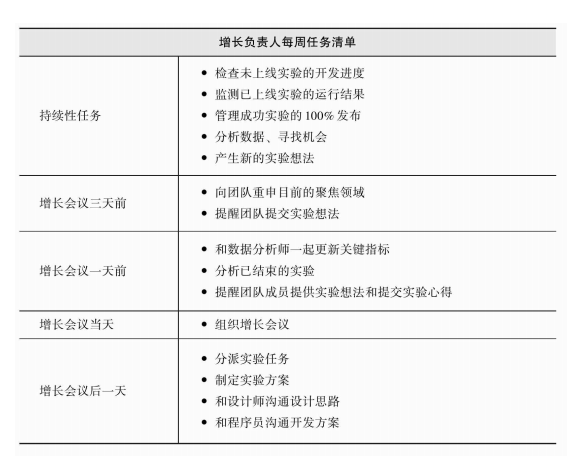 增长负责人每周任务清单
持续性任务
● 检查未上线实验的开发进度
● 监测已上线实验的运行结果
● 管理成功实验的 100% 发布
● 分析数据、寻找机会
● 产生新的实验想法
增长会议三天前
● 向团队重申目前的聚焦领域
● 提醒团队提交实验想法
增长会议一天前
● 和数据分析师一起更新关键指标
● 分析已结束的实验
● 提醒团队成员提供实验想法和提交实验心得
增长会议当天
● 组织增长会议
增长会议后一天
● 分派实验任务
● 制定实验方案
● 和设计师沟通设计思路
● 和程序员沟通开发方案